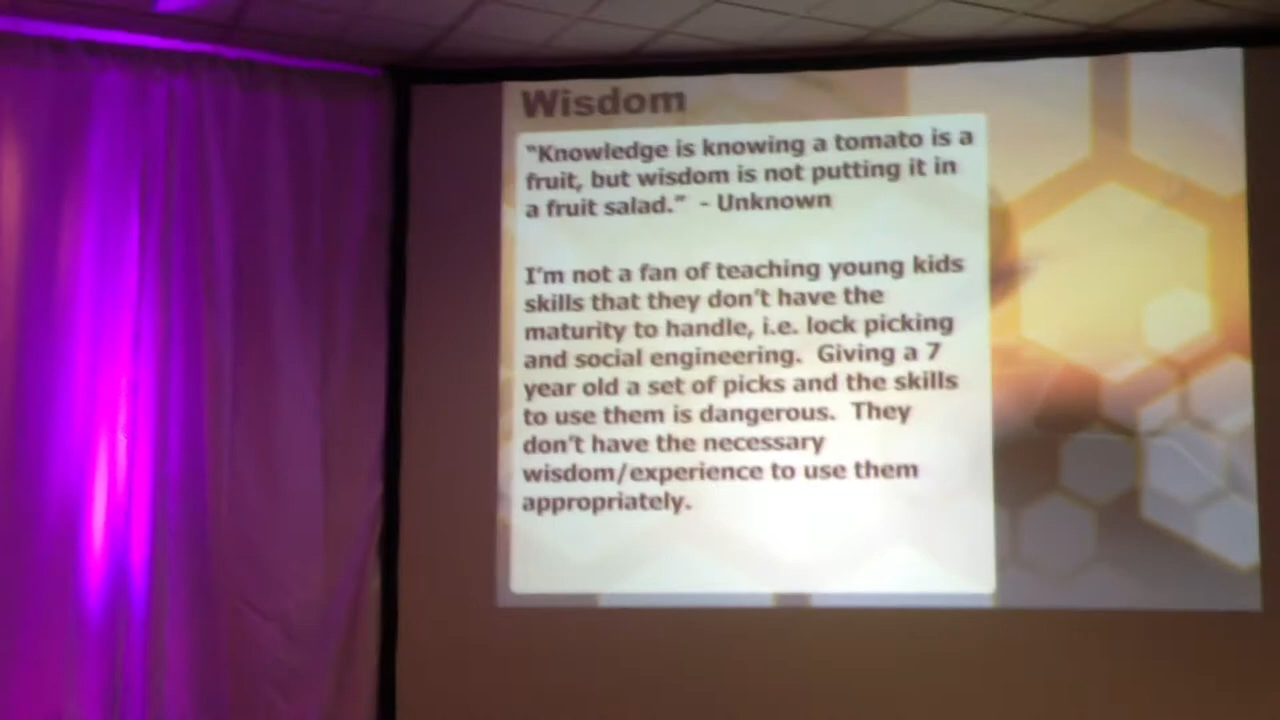 Wisdom
"Knowledge is knowing a tomato is a
fruit, but wisdom is not putting it in
a fruit salad." - Unknown
I'm not a fan of teaching young kids
skills that they don't have the
maturity to handle, i.e. lock picking
and social engineering. Giving a 7
year old a set of picks and the skills
to use them is dangerous. They
don't have the necessary
wisdom/experience to use them
appropriately.